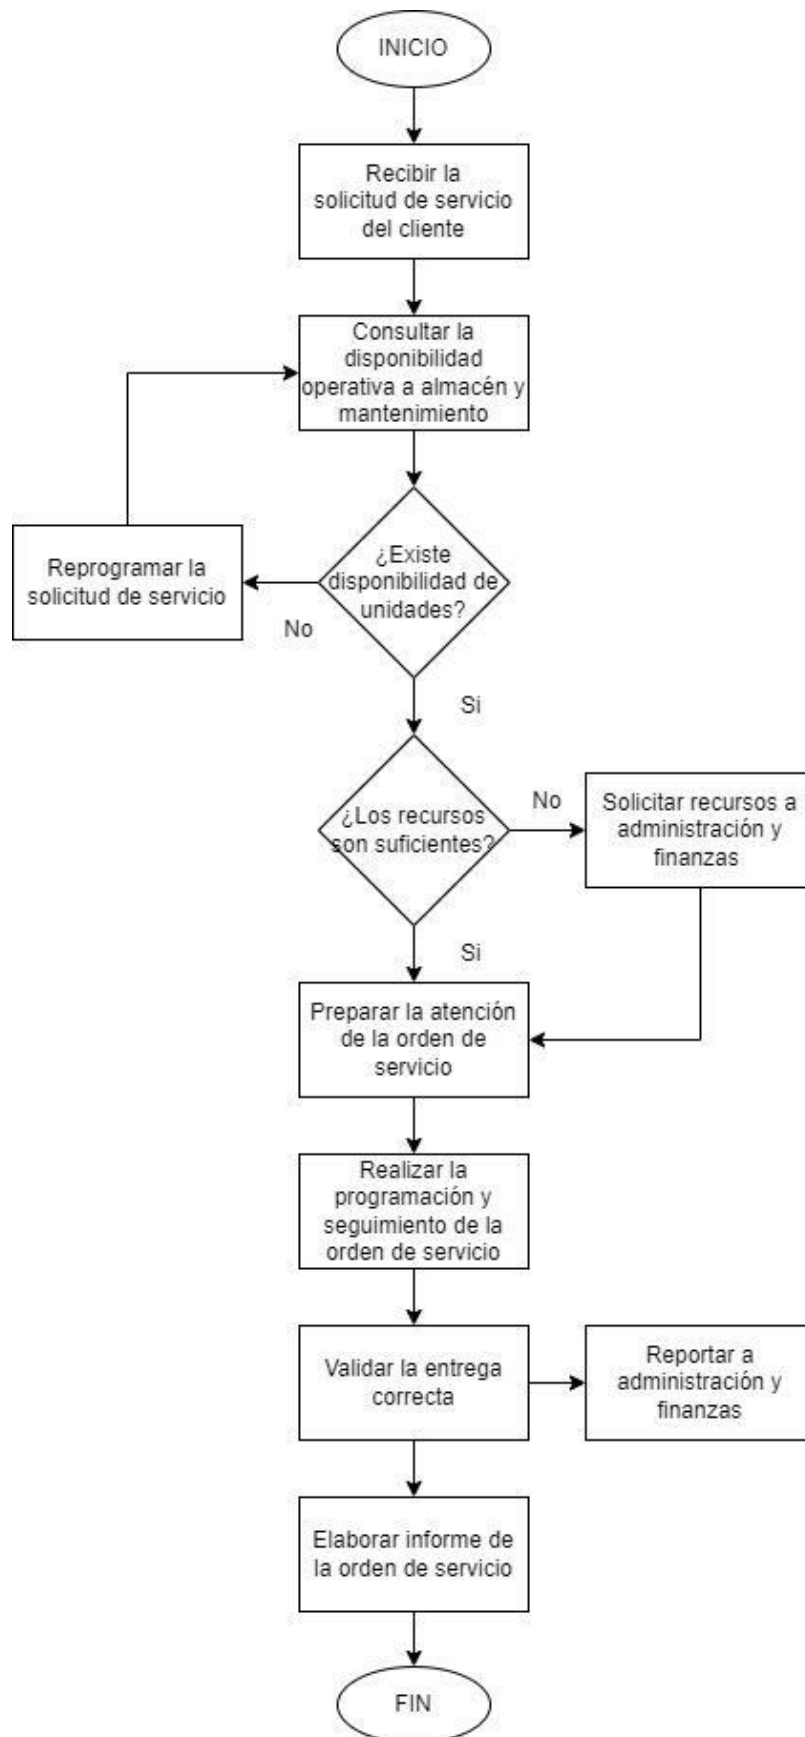 INICIO
Recibir la
solicitud de servicio
del cliente
Consultar la
disponibilidad
operativa a almacén y
mantenimiento
¿Existe
disponibilidad de
unidades?
No
Reprogramar la
solicitud de servicio
Si
¿Los recursos
son suficientes?
No
Solicitar recursos a
administración y
finanzas
Si
Preparar la atención
de la orden de
servicio
Realizar la
programación y
seguimiento de la
orden de servicio
Validar la entrega
correcta
Reportar a
administración y
finanzas
Elaborar informe de
la orden de servicio
FIN